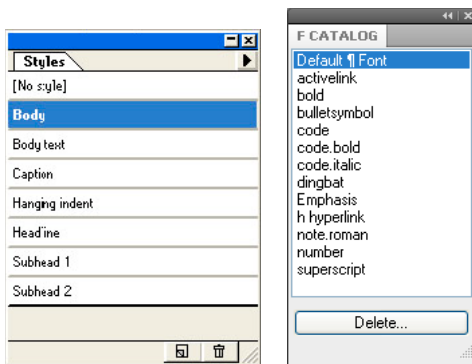 Styles
[No style]
Body
Body text
Caption
Hanging indent
Headline
Subhead 1
Subhead 2
F CATALOG
Default ¶ Font
activelink
bold
bulletsymbol
code
code.bold
code.italic
dingbat
Emphasis
h hyperlink
note.roman
number
superscript
Delete...